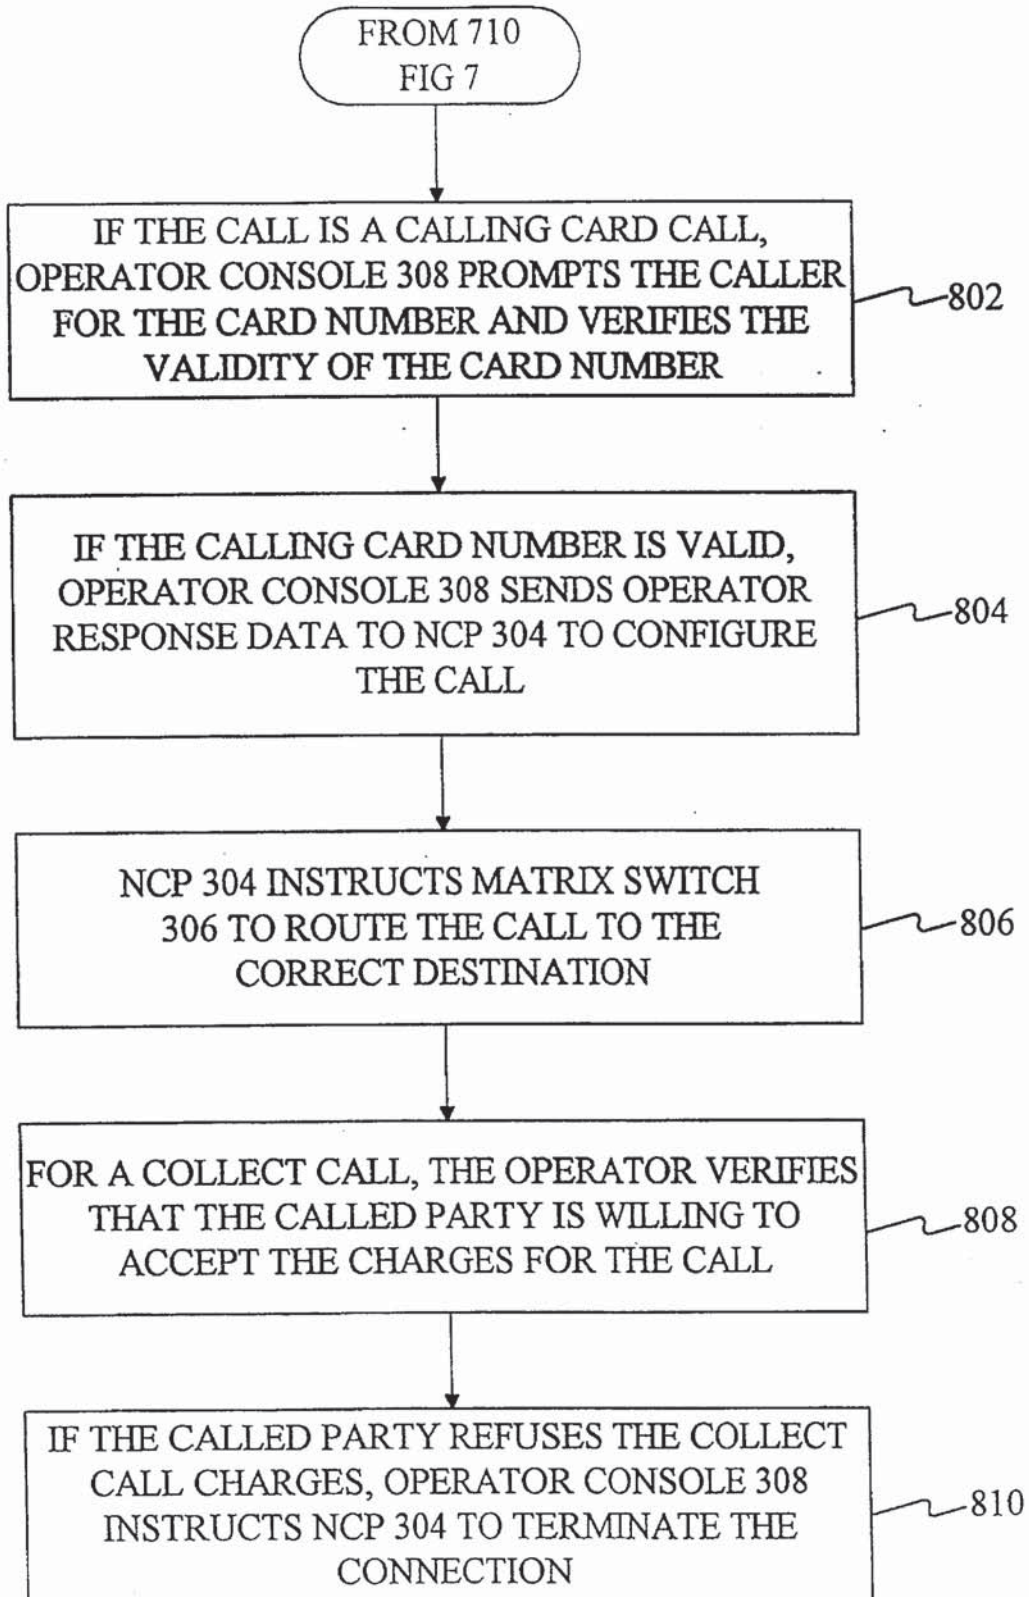 FROM 710
FIG 7
IF THE CALL IS A CALLING CARD CALL,
OPERATOR CONSOLE 308 PROMPTS THE CALLER
FOR THE CARD NUMBER AND VERIFIES THE
VALIDITY OF THE CARD NUMBER
802
IF THE CALLING CARD NUMBER IS VALID,
OPERATOR CONSOLE 308 SENDS OPERATOR
RESPONSE DATA TO NCP 304 TO CONFIGURE
THE CALL
804
NCP 304 INSTRUCTS MATRIX SWITCH
306 TO ROUTE THE CALL TO THE
CORRECT DESTINATION
806
FOR A COLLECT CALL, THE OPERATOR VERIFIES
THAT THE CALLED PARTY IS WILLING TO
ACCEPT THE CHARGES FOR THE CALL
808
IF THE CALLED PARTY REFUSES THE COLLECT
CALL CHARGES, OPERATOR CONSOLE 308
INSTRUCTS NCP 304 TO TERMINATE THE
CONNECTION
810